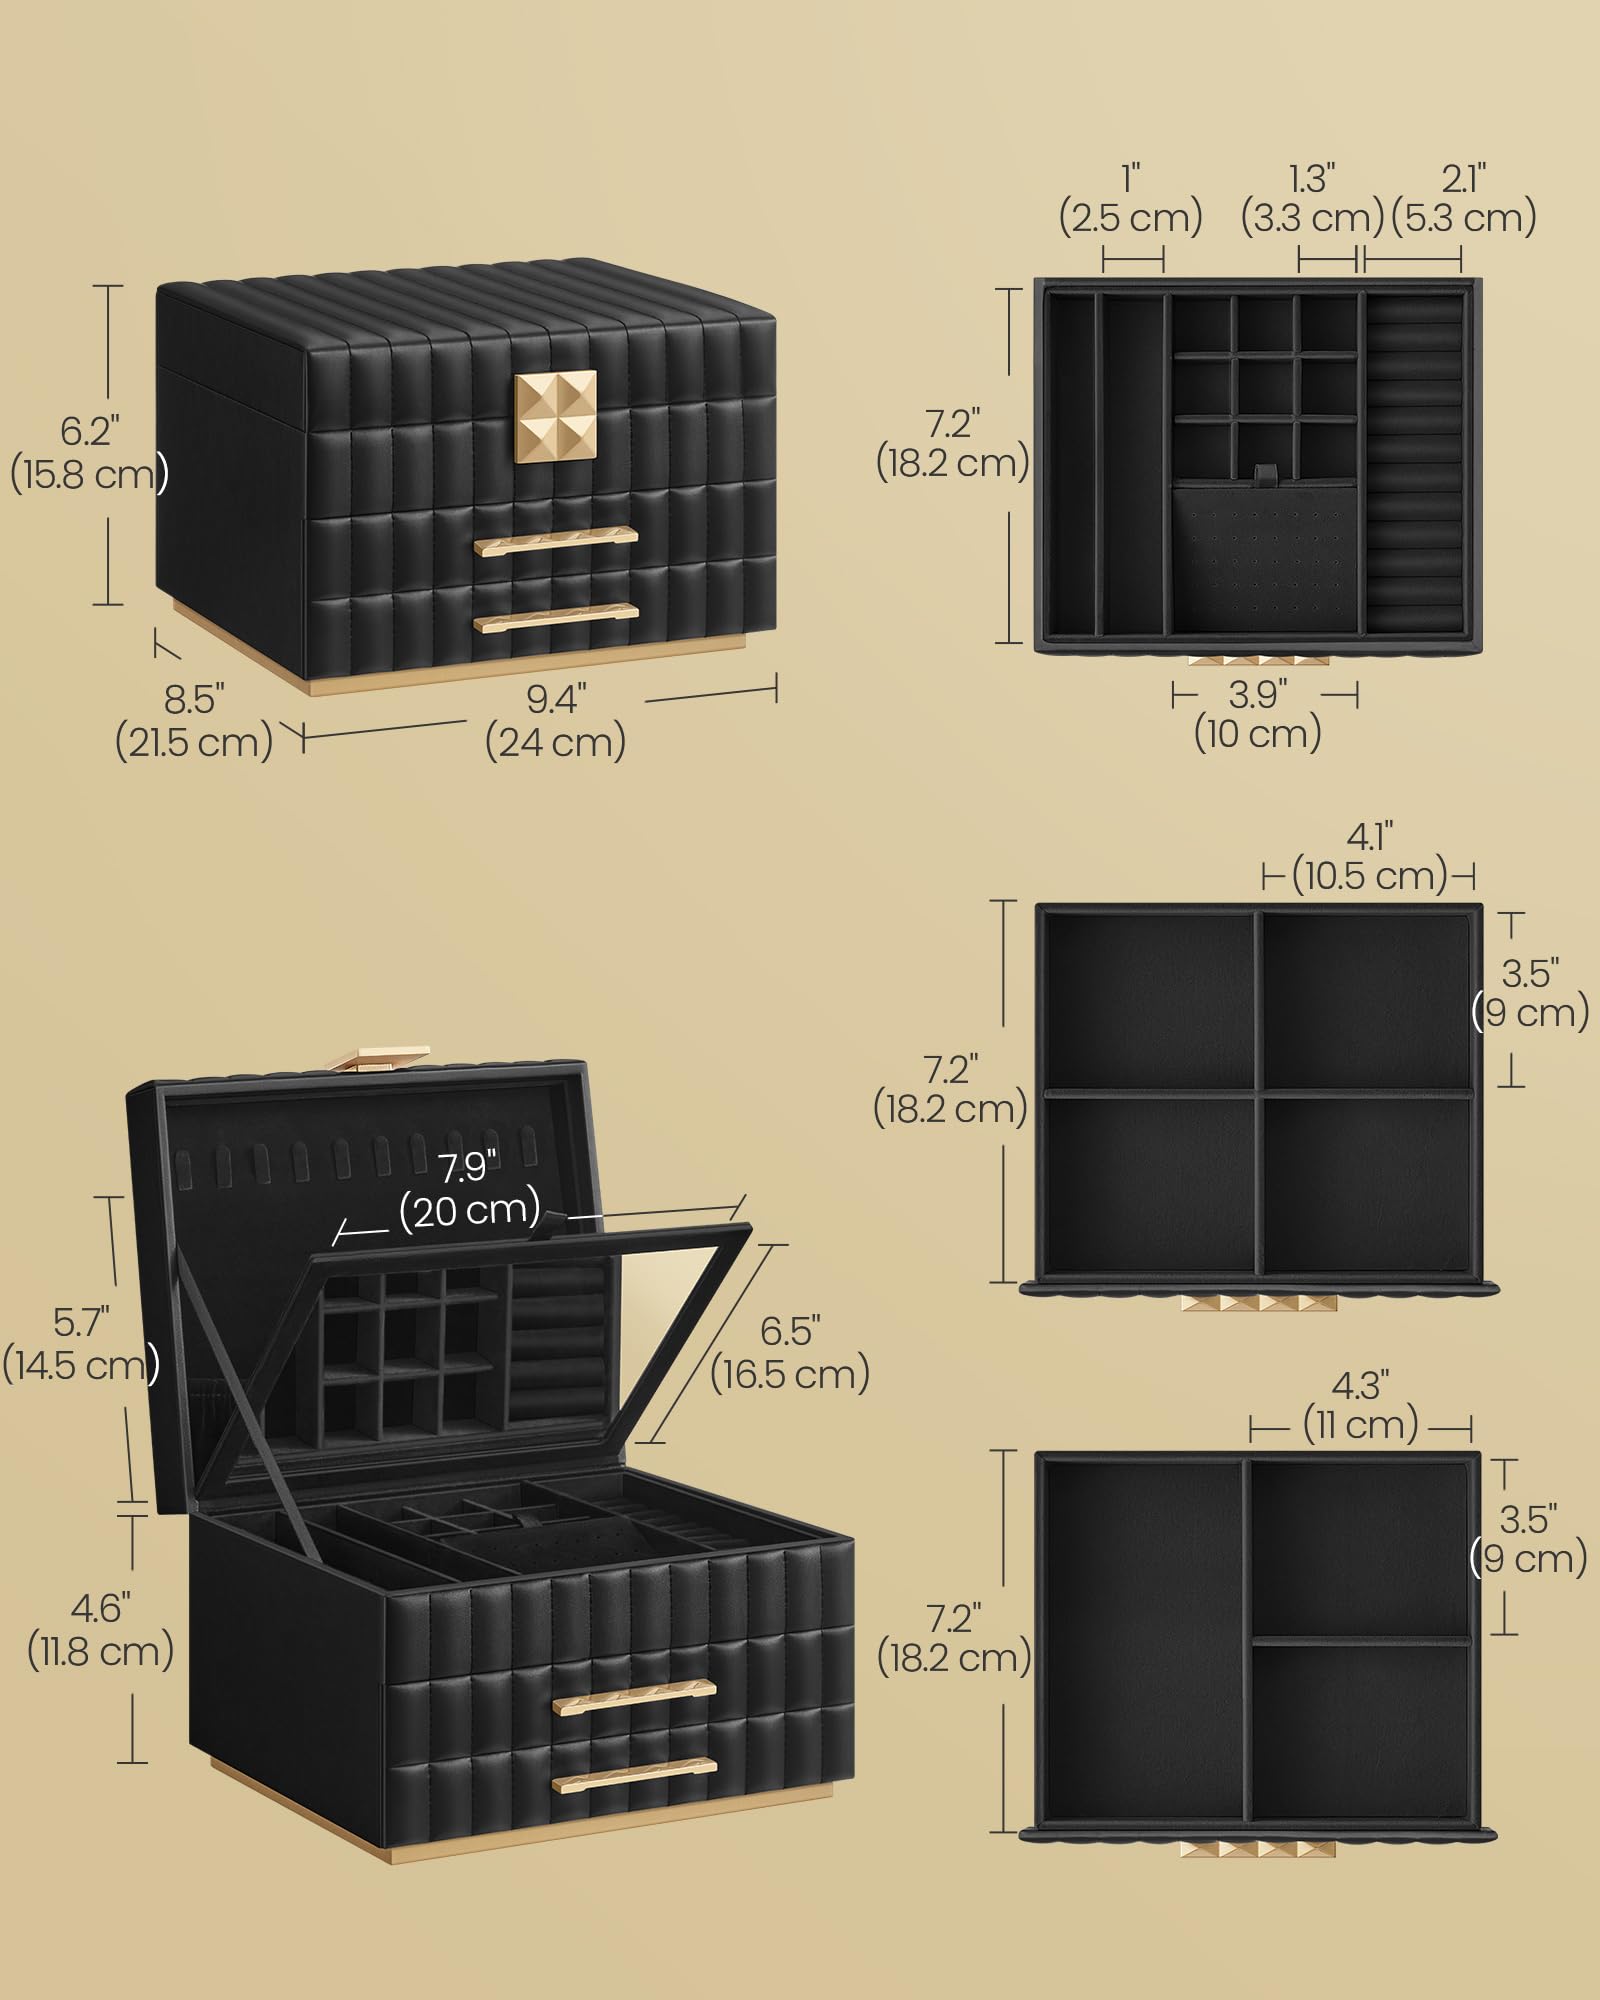 6.2"
(15.8 cm)
8.5"
(21.5 cm)
9.4"
(24 cm)
1"
(2.5 cm)
1.3"
(3.3 cm)
2.1"
(5.3 cm)
7.2"
(18.2 cm)
3.9"
(10 cm)
4.1"
(10.5 cm)
3.5"
(9 cm)
7.2"
(18.2 cm)
7.9"
(20 cm)
5.7"
(14.5 cm)
6.5"
(16.5 cm)
4.6"
(11.8 cm)
4.3"
(11 cm)
3.5"
(9 cm)
7.2"
(18.2 cm)